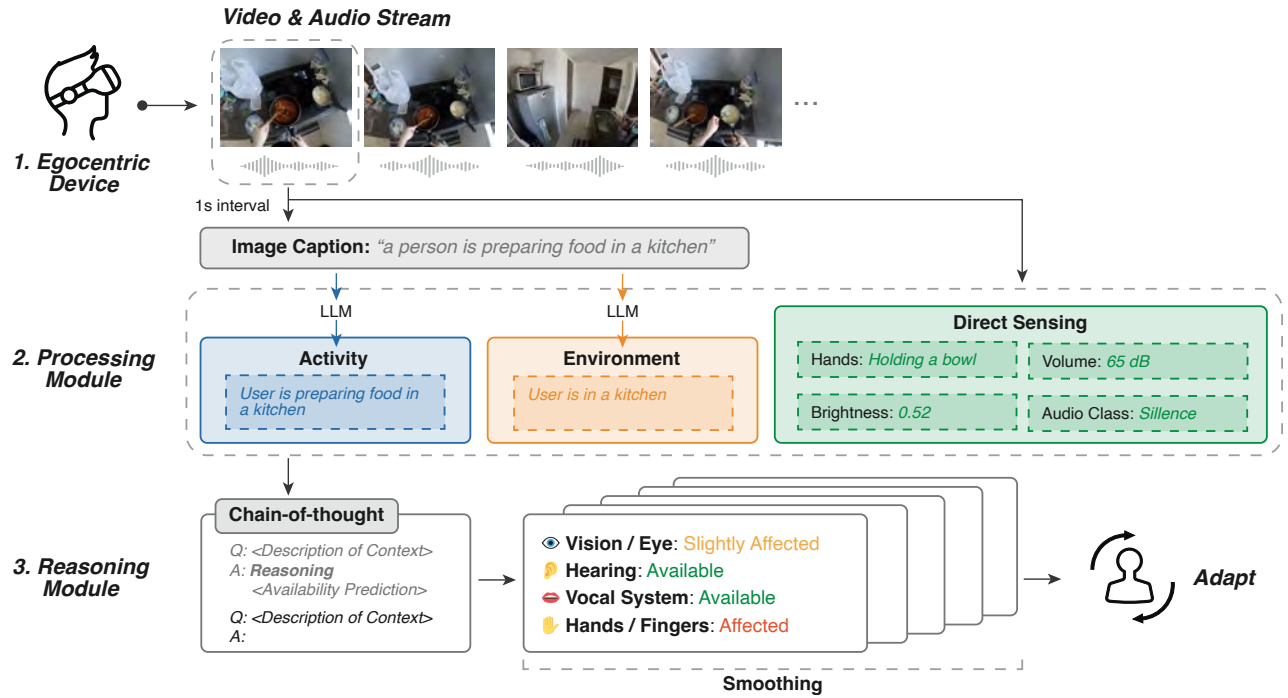 Video & Audio Stream
...
1. Egocentric
Device
1s interval
Image Caption: “a person is preparing food in a kitchen”
LLM
LLM
2. Processing
Module
Activity
User is preparing food in
a kitchen
Environment
User is in a kitchen
Direct Sensing
Hands: Holding a bowl
Volume: 65 dB
Brightness: 0.52
Audio Class: Sillence
3. Reasoning
Module
Chain-of-thought
Q: <Description of Context>
A: Reasoning
<Availability Prediction>
Q: <Description of Context>
A:
Vision / Eye: Slightly Affected
Hearing: Available
Vocal System: Available
Hands / Fingers: Affected
Smoothing
Adapt